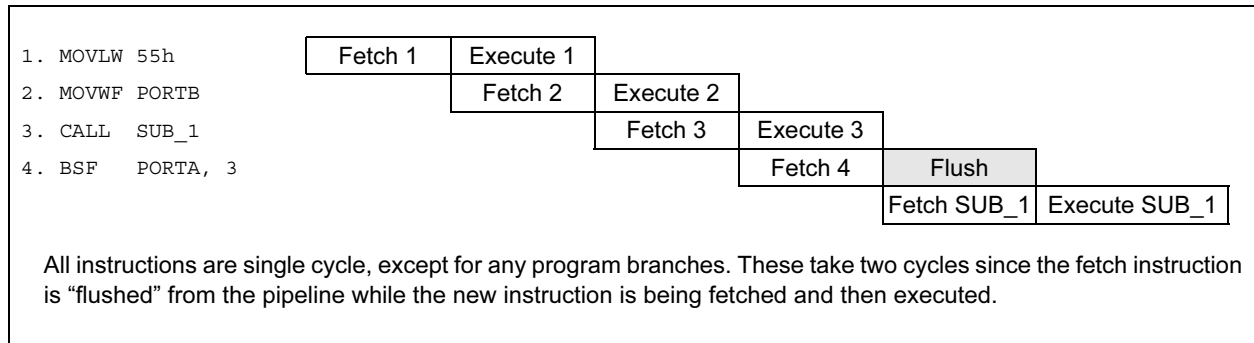 1. MOVLW 55h Fetch 1 Execute 1
2. MOVWF PORTB Fetch 2 Execute 2
3. CALL SUB_1 Fetch 3 Execute 3
4. BSF PORTA, 3 Fetch 4 Flush
Fetch SUB_1 Execute SUB_1
All instructions are single cycle, except for any program branches. These take two cycles since the fetch instruction
is “flushed” from the pipeline while the new instruction is being fetched and then executed.